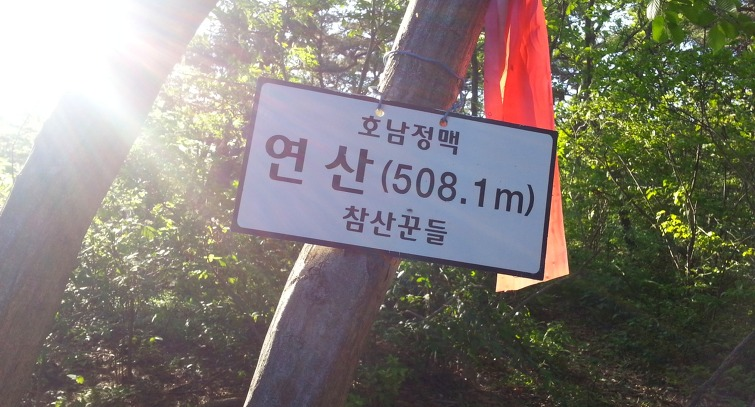 호남정맥
연 산 (508.1m)
참산꾼들